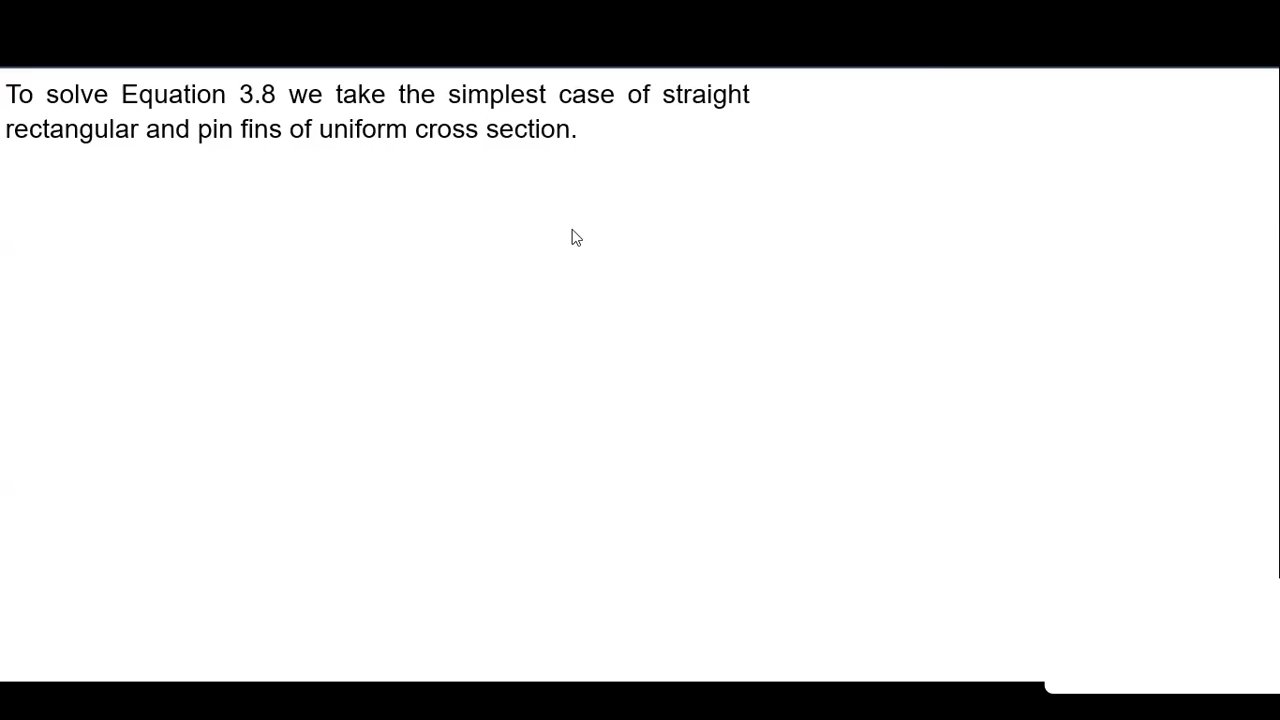 To solve Equation 3.8 we take the simplest case of straight
rectangular and pin fins of uniform cross section.